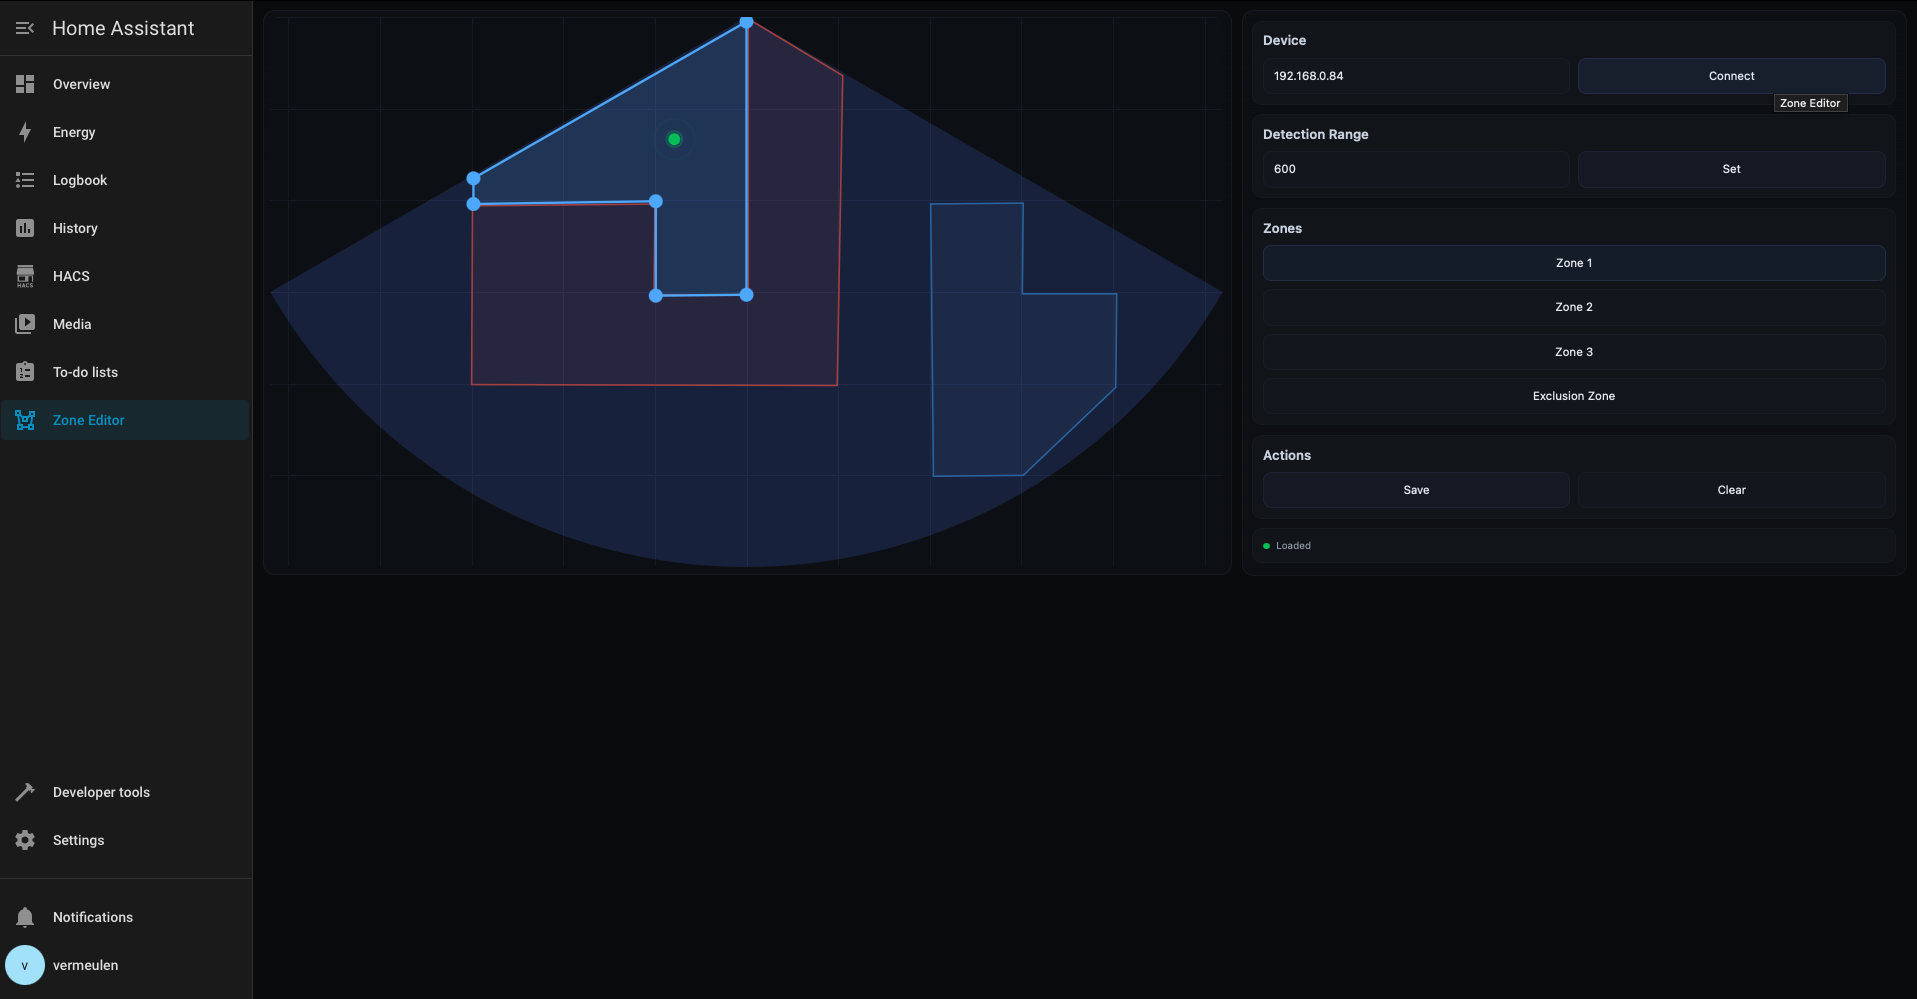 Home Assistant
Overview
Energy
Logbook
History
HACS
HACS
Media
To-do lists
Zone Editor
Developer tools
Settings
Notifications
v
vermeulen
Device
192.168.0.84
Connect
Zone Editor
Detection Range
600
Set
Zones
Zone 1
Zone 2
Zone 3
Exclusion Zone
Actions
Save
Clear
Loaded